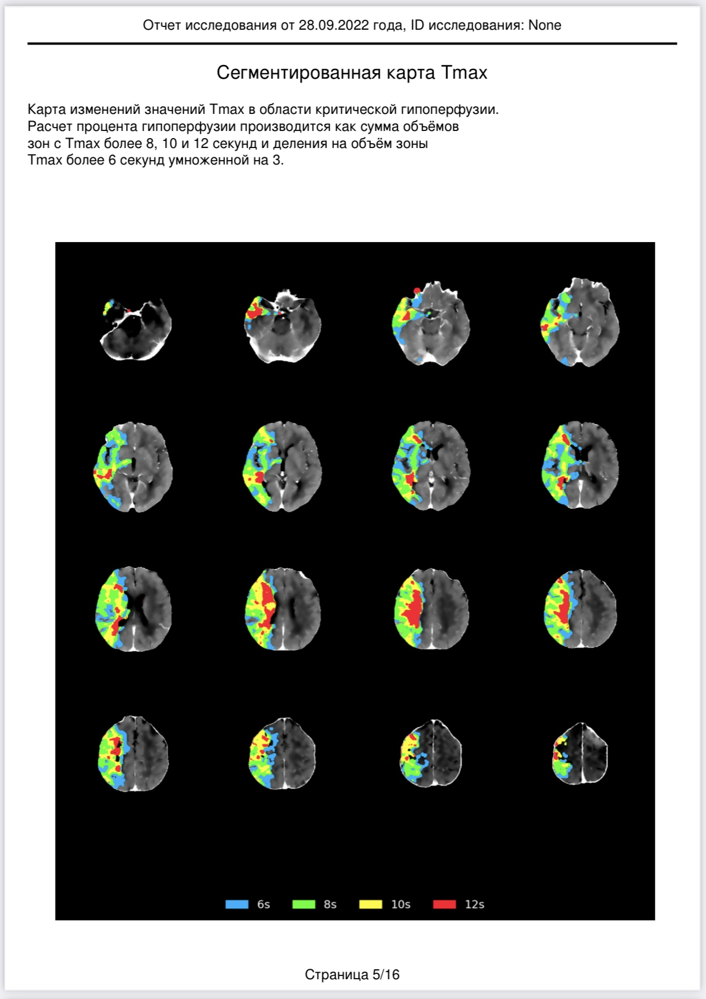 Отчет исследования от 28.09.2022 года, ID исследования: None
Сегментированная карта Tmax
Карта изменений значений Tmax в области критической гипоперфузии.
Расчет процента гипоперфузии производится как сумма объёмов
зон с Tmax более 8, 10 и 12 секунд и деления на объём зоны
Tmax более 6 секунд умноженной на 3.
6s 8s 10s 12s
Страница 5/16